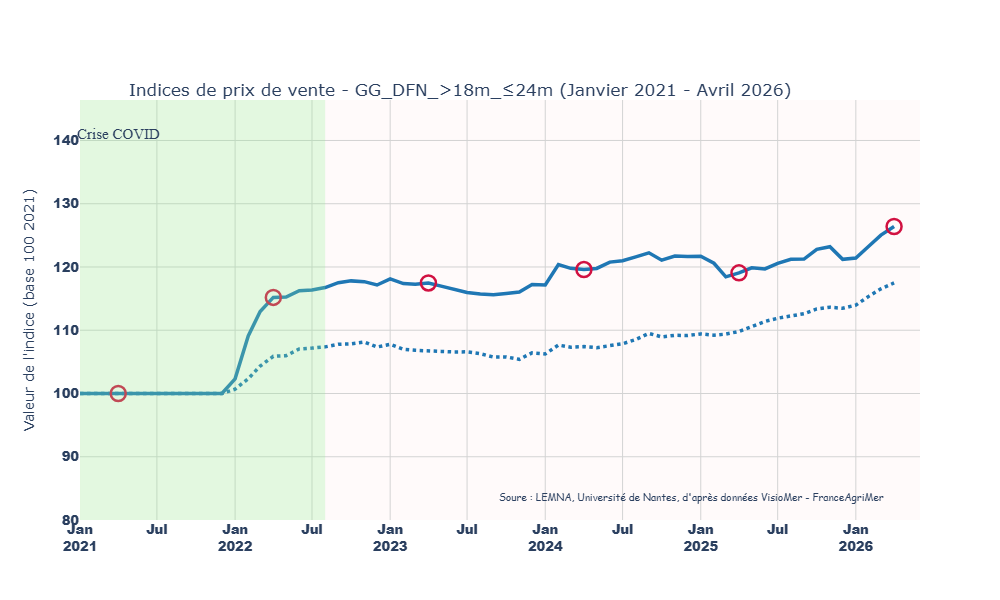 Indices de prix de vente - GG_DFN_>18m_≤24m (Janvier 2021 - Avril 2026)
Crise COVID
Valeur de l'indice (base 100 2021)
140
130
120
110
100
90
80
Soure : LEMNA, Université de Nantes, d'après données VisioMer - FranceAgriMer
Jan Jul Jan Jul Jan Jul Jan Jul Jan Jul Jan
2021 2022 2023 2024 2025 2026